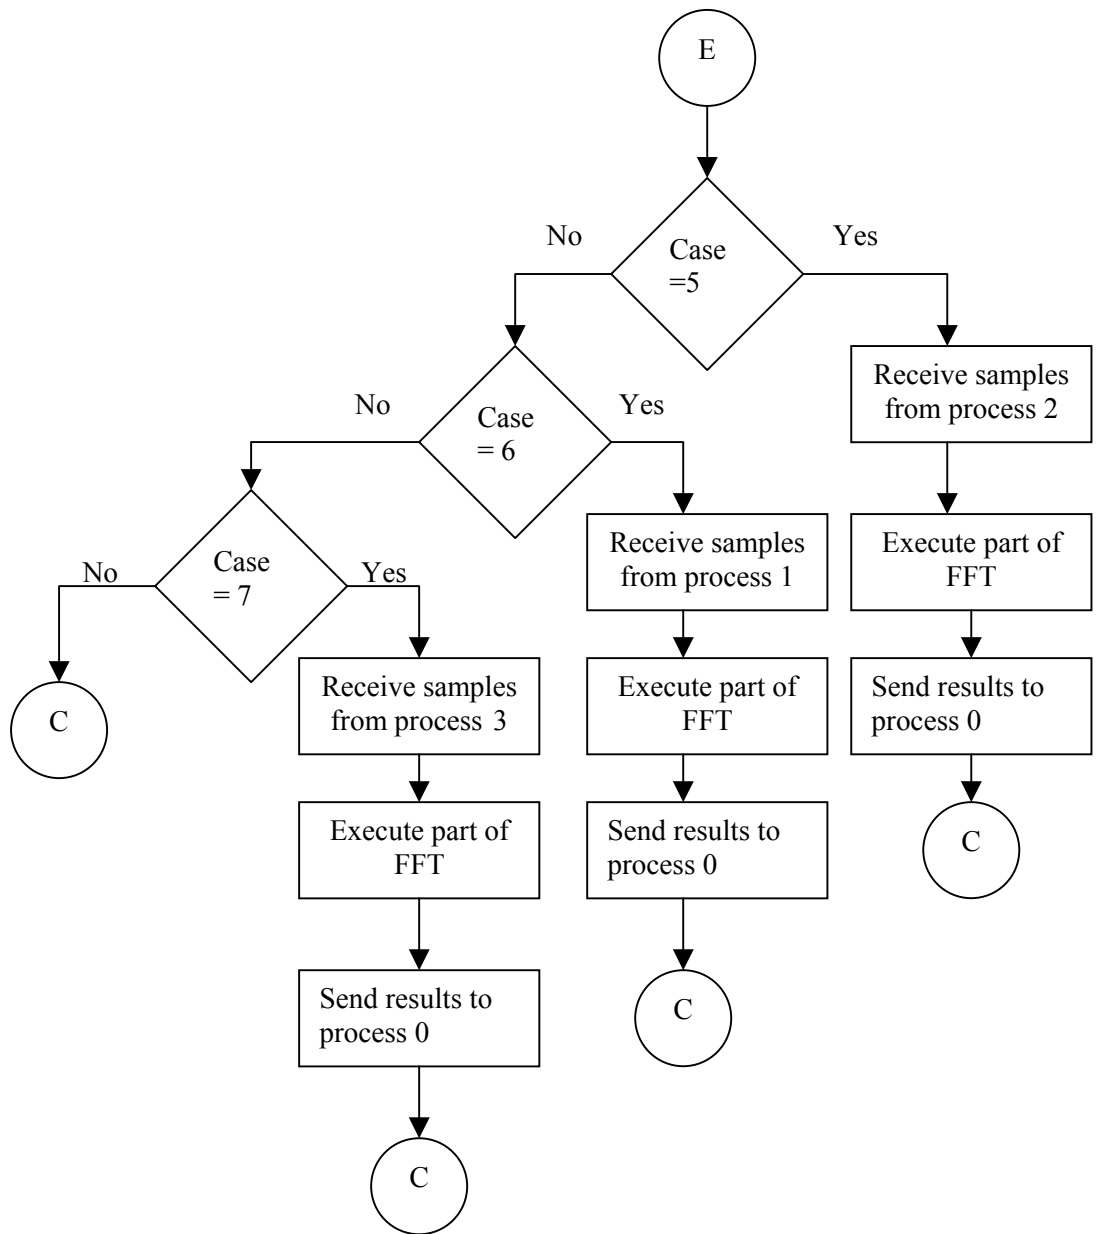 E
No
Yes
Case
=5
Receive samples
from process 2
No
Yes
Case
= 6
Receive samples
from process 1
Execute part of
FFT
No
Yes
Case
= 7
Receive samples
from process 3
Execute part of
FFT
Send results to
process 0
C
Execute part of
FFT
Send results to
process 0
C
Send results to
process 0
C
C